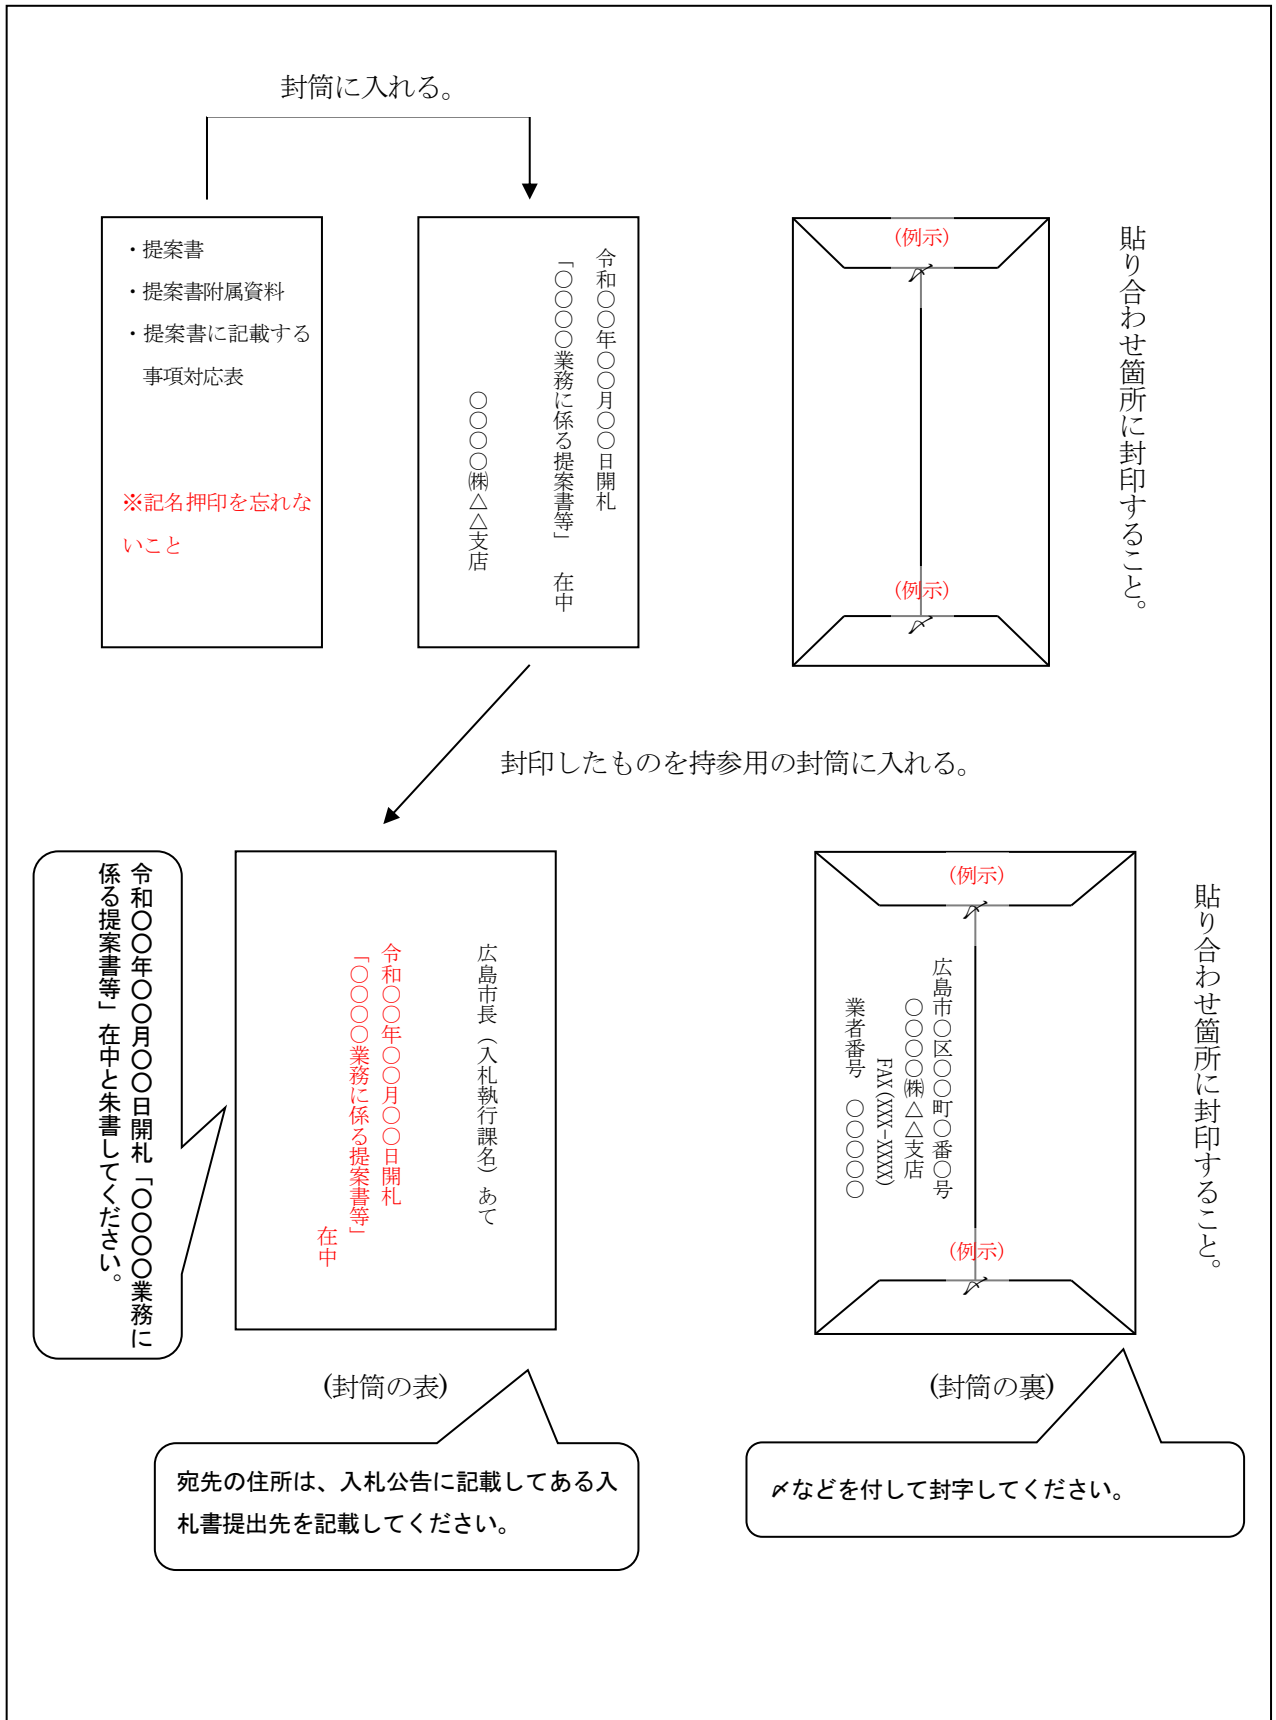 封筒に入れる。
・提案書
・提案書附属資料
・提案書に記載する
事項対応表
※記名押印を忘れな
いこと
令和〇〇年〇〇月〇〇日開札
「〇〇〇〇業務に係る提案書等」　在中
〇〇〇〇㈱△△支店
(例示)
〆
(例示)
〆
貼り合わせ箇所に封印すること。
封印したものを持参用の封筒に入れる。
令和〇〇年〇〇月〇〇日開札「〇〇〇〇業務に
係る提案書等」在中と朱書してください。
広島市長（入札執行課名）あて
令和〇〇年〇〇月〇〇日開札
「〇〇〇〇業務に係る提案書等」
在中
(封筒の表)
宛先の住所は、入札公告に記載してある入
札書提出先を記載してください。
(例示)
〆
広島市〇区〇〇町〇番〇号
〇〇〇〇㈱△△支店
FAX(XXX-XXXX)
業者番号　〇〇〇〇〇
(例示)
〆
貼り合わせ箇所に封印すること。
(封筒の裏)
〆などを付して封字してください。